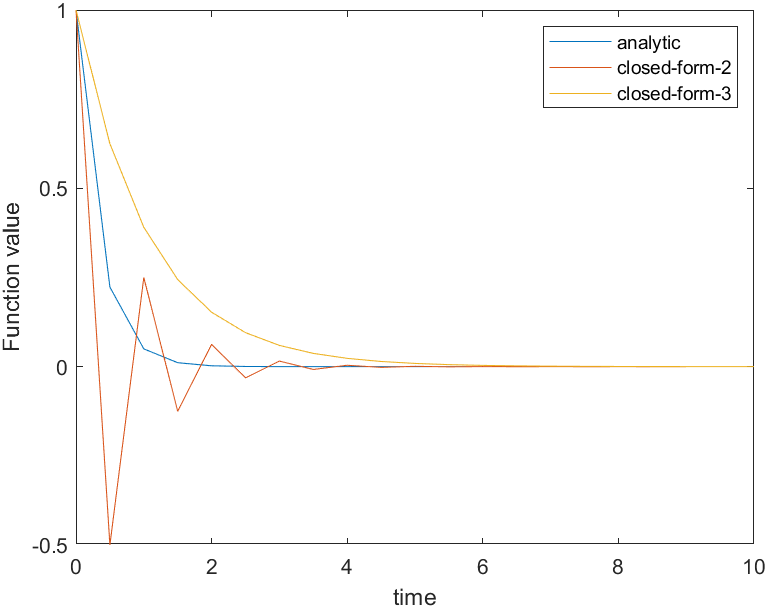 1
0.5
0
-0.5
Function value
analytic
closed-form-2
closed-form-3
0
2
4
6
8
10
time